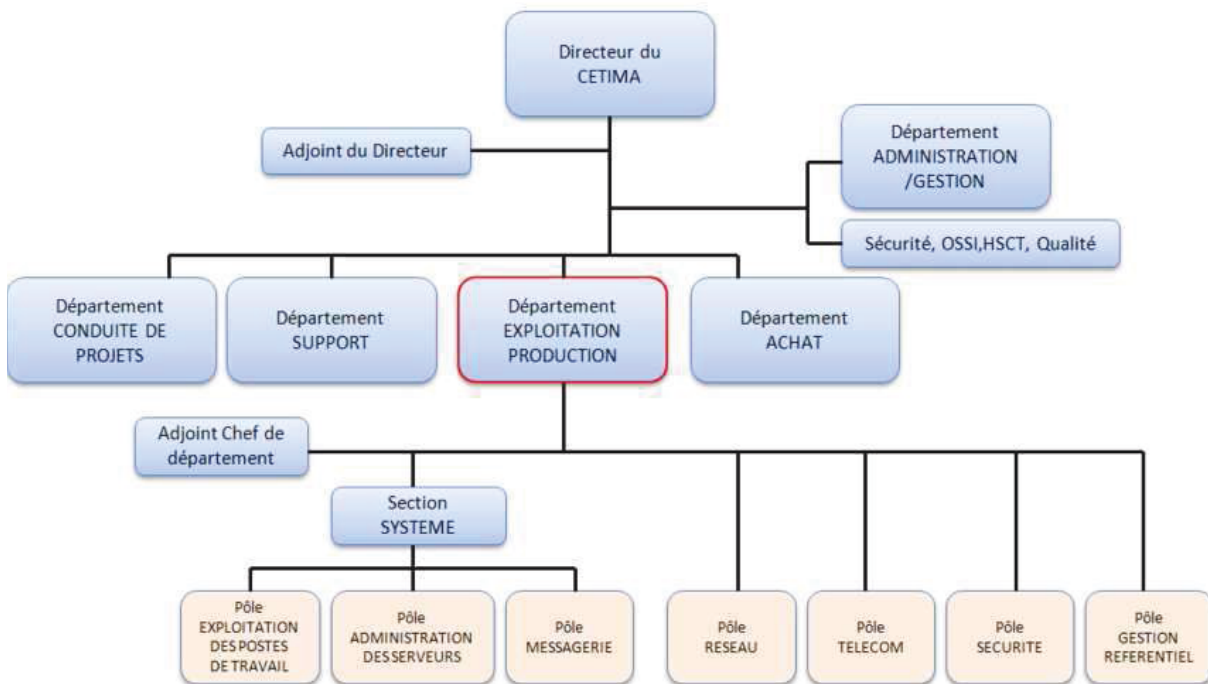 Directeur du
CETIMA
Adjoint du Directeur
Département
ADMINISTRATION
/GESTION
Sécurité, OSSI,HSCT, Qualité
Département
CONDUITE DE
PROJETS
Département
SUPPORT
Département
EXPLOITATION
PRODUCTION
Département
ACHAT
Adjoint Chef de
département
Section
SYSTEME
Pôle
EXPLOITATION
DES POSTES
DE TRAVAIL
Pôle
ADMINISTRATION
DES SERVEURS
Pôle
MESSAGERIE
Pôle
RESEAU
Pôle
TELECOM
Pôle
SECURITE
Pôle
GESTION
REFERENTIEL